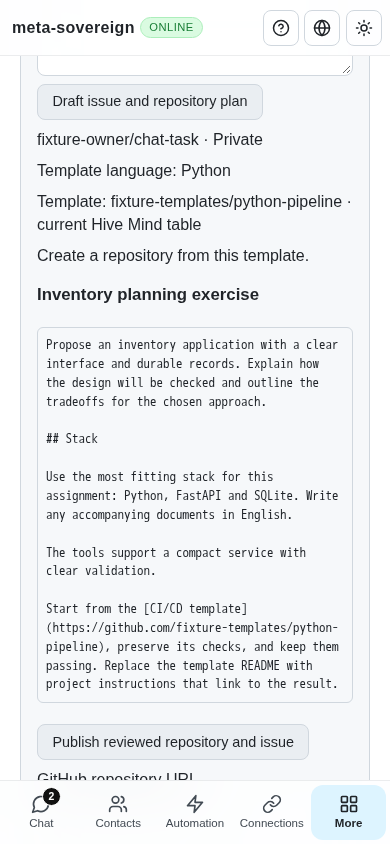 meta-sovereign ONLINE
Draft issue and repository plan
fixture-owner/chat-task · Private
Template language: Python
Template: fixture-templates/python-pipeline ·
current Hive Mind table
Create a repository from this template.
Inventory planning exercise
Propose an inventory application with a clear
interface and durable records. Explain how
the design will be checked and outline the
tradeoffs for the chosen approach.
## Stack
Use the most fitting stack for this
assignment: Python, FastAPI and SQLite. Write
any accompanying documents in English.
The tools support a compact service with
clear validation.
Start from the [CI/CD template]
(https://github.com/fixture-templates/python-
pipeline), preserve its checks, and keep them
passing. Replace the template README with
project instructions that link to the result.
Publish reviewed repository and issue
GitHub repository URL
2
Chat Contacts Automation Connections More